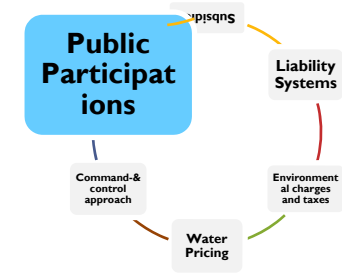 Public
Participat
ions
Liability
Systems
Environment
al charges
and taxes
Water
Pricing
Command-&
control
approach